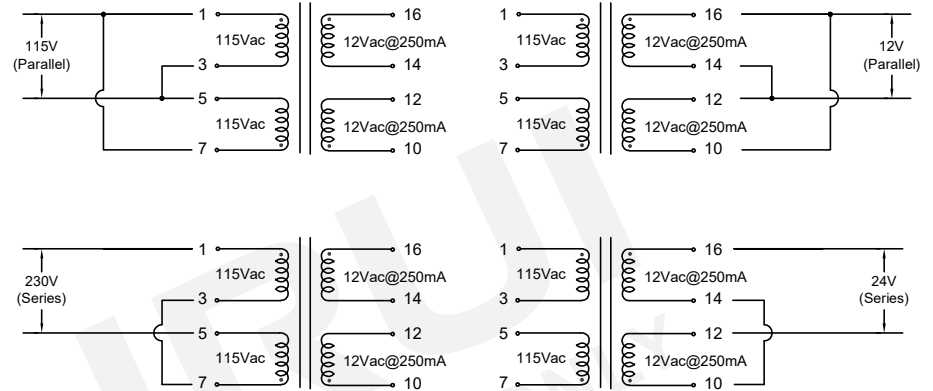 1 16 1 16
115V 115Vac 12Vac@250mA 115Vac 12Vac@250mA 12V
(Parallel) 3 14 3 14 (Parallel)
5 12 5 12
115Vac 12Vac@250mA 115Vac 12Vac@250mA
7 10 7 10
1 16 1 16
230V 115Vac 12Vac@250mA 115Vac 12Vac@250mA 24V
(Series) 3 14 3 14 (Series)
5 12 5 12
115Vac 12Vac@250mA 115Vac 12Vac@250mA
7 10 7 10